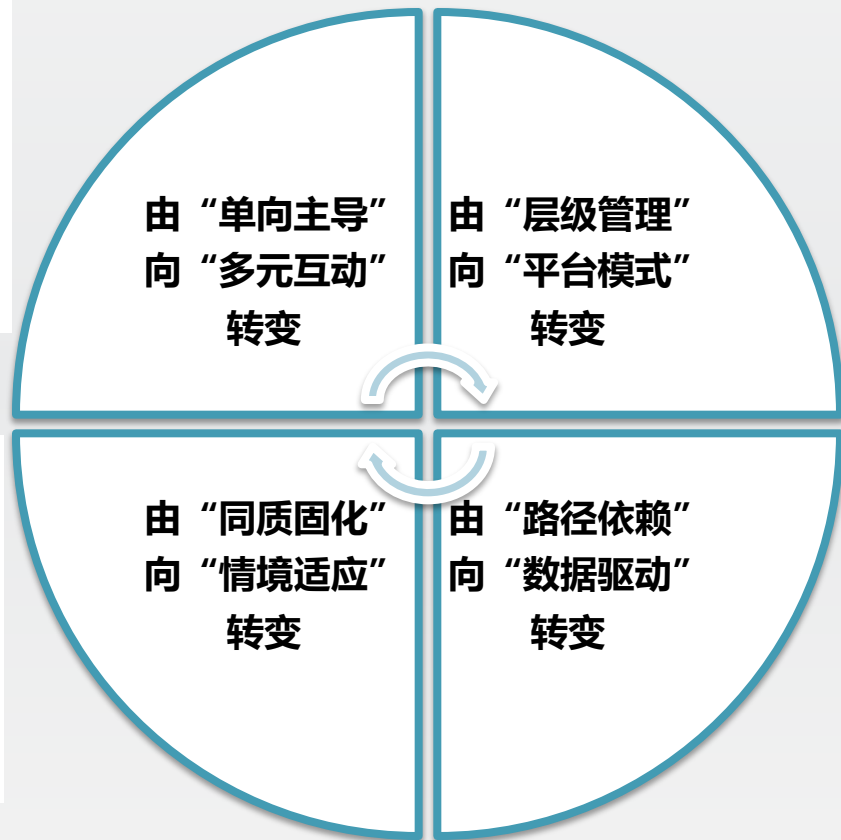 由“单向主导”
向“多元互动”
转变
由“层级管理”
向“平台模式”
转变
由“同质固化”
向“情境适应”
转变
由“路径依赖”
向“数据驱动”
转变